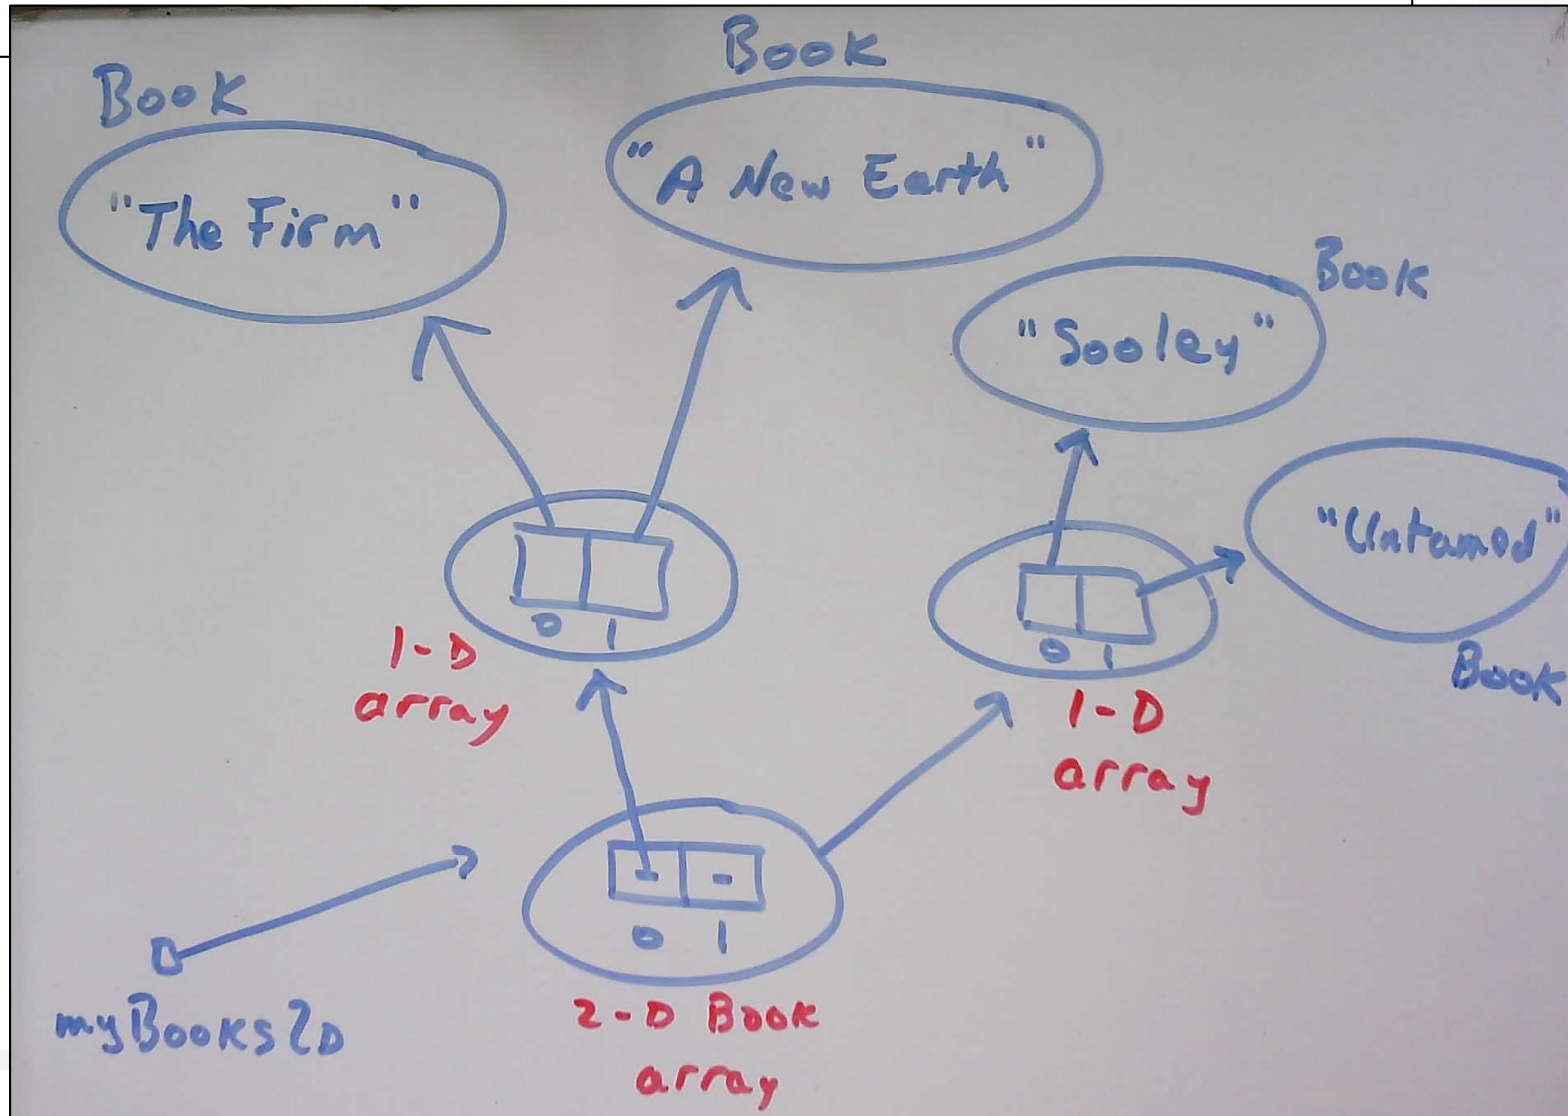 Book
Book
"The Firm"
"A New Earth"
Book
"Sooley"
"Untamed"
Book
0 1
0 1
1-D
array
1-D
array
0 1
myBooks2D
2-D Book
array